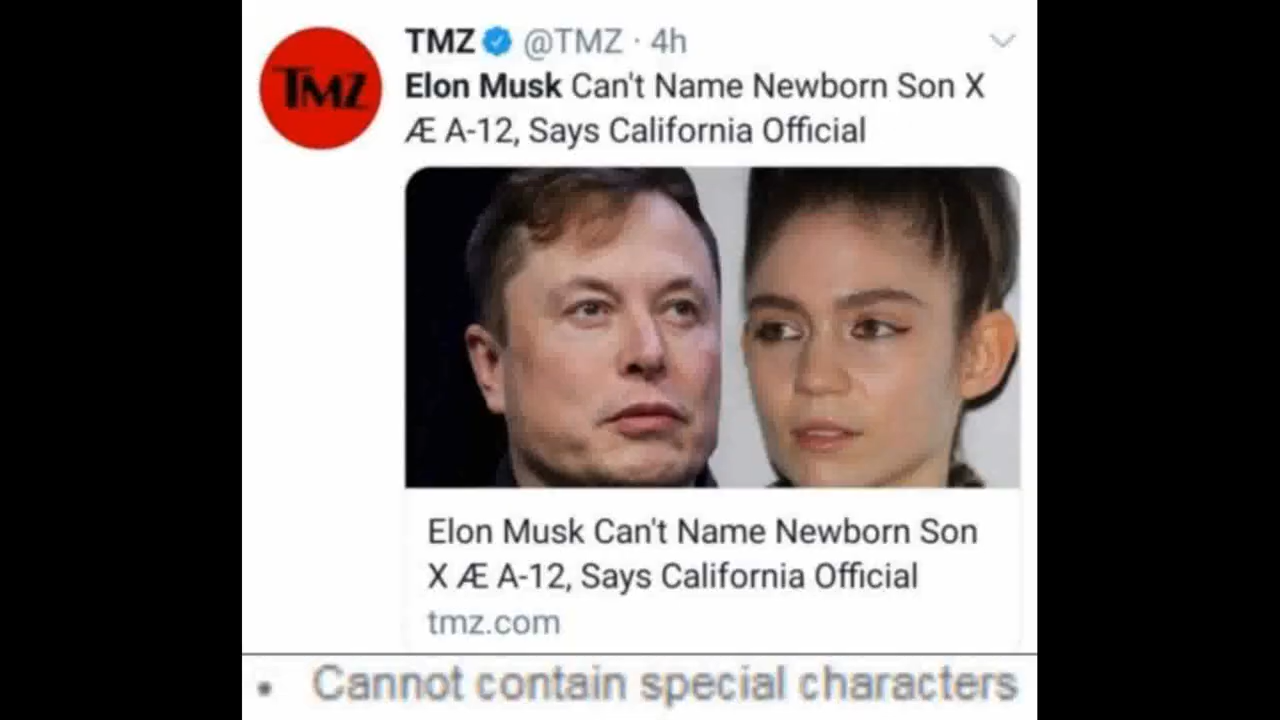 TMZ
TMZ @TMZ · 4h
Elon Musk Can't Name Newborn Son X
Æ A-12, Says California Official
Elon Musk Can't Name Newborn Son
X Æ A-12, Says California Official
tmz.com
• Cannot contain special characters